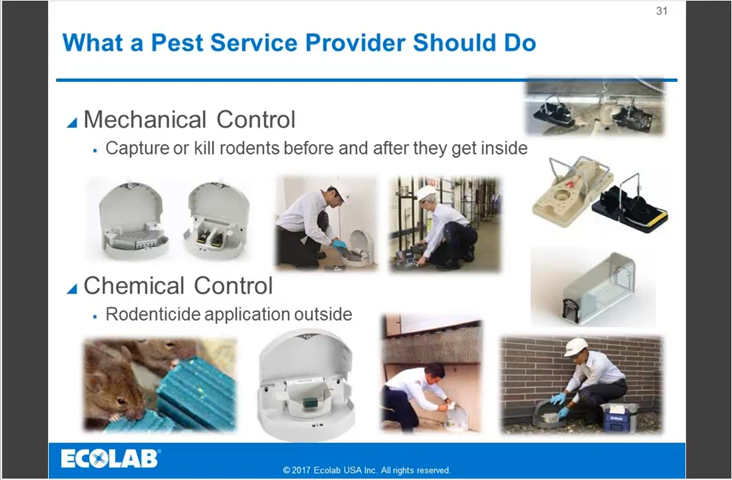 31
What a Pest Service Provider Should Do
Mechanical Control
Capture or kill rodents before and after they get inside
Chemical Control
Rodenticide application outside
ECOLAB®
© 2017 Ecolab USA Inc. All rights reserved.